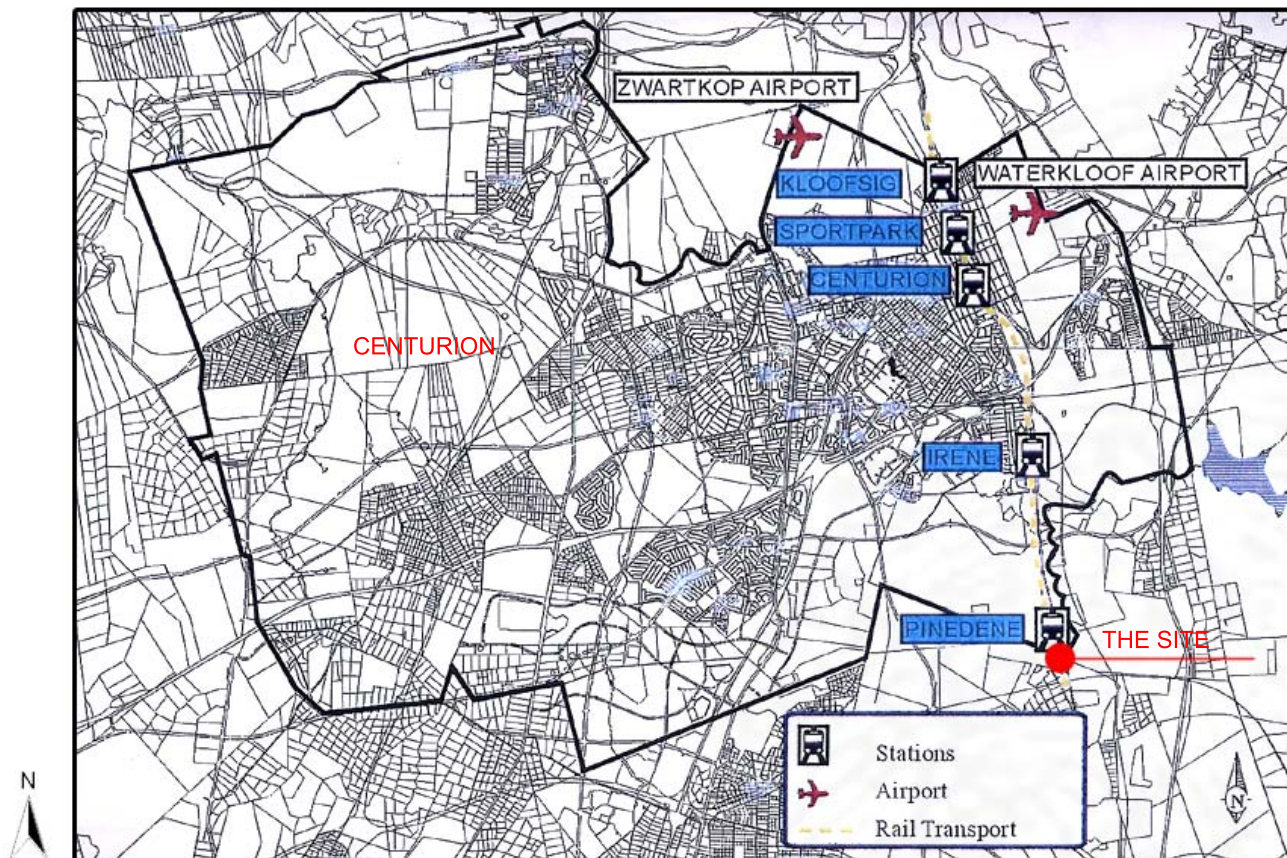 ZWARTKOP AIRPORT
KLOOFSIG
WATERKLOOF AIRPORT
SPORTPARK
CENTURION
CENTURION
IRENE
PINEDENE
THE SITE
Stations
Airport
Rail Transport
N
N